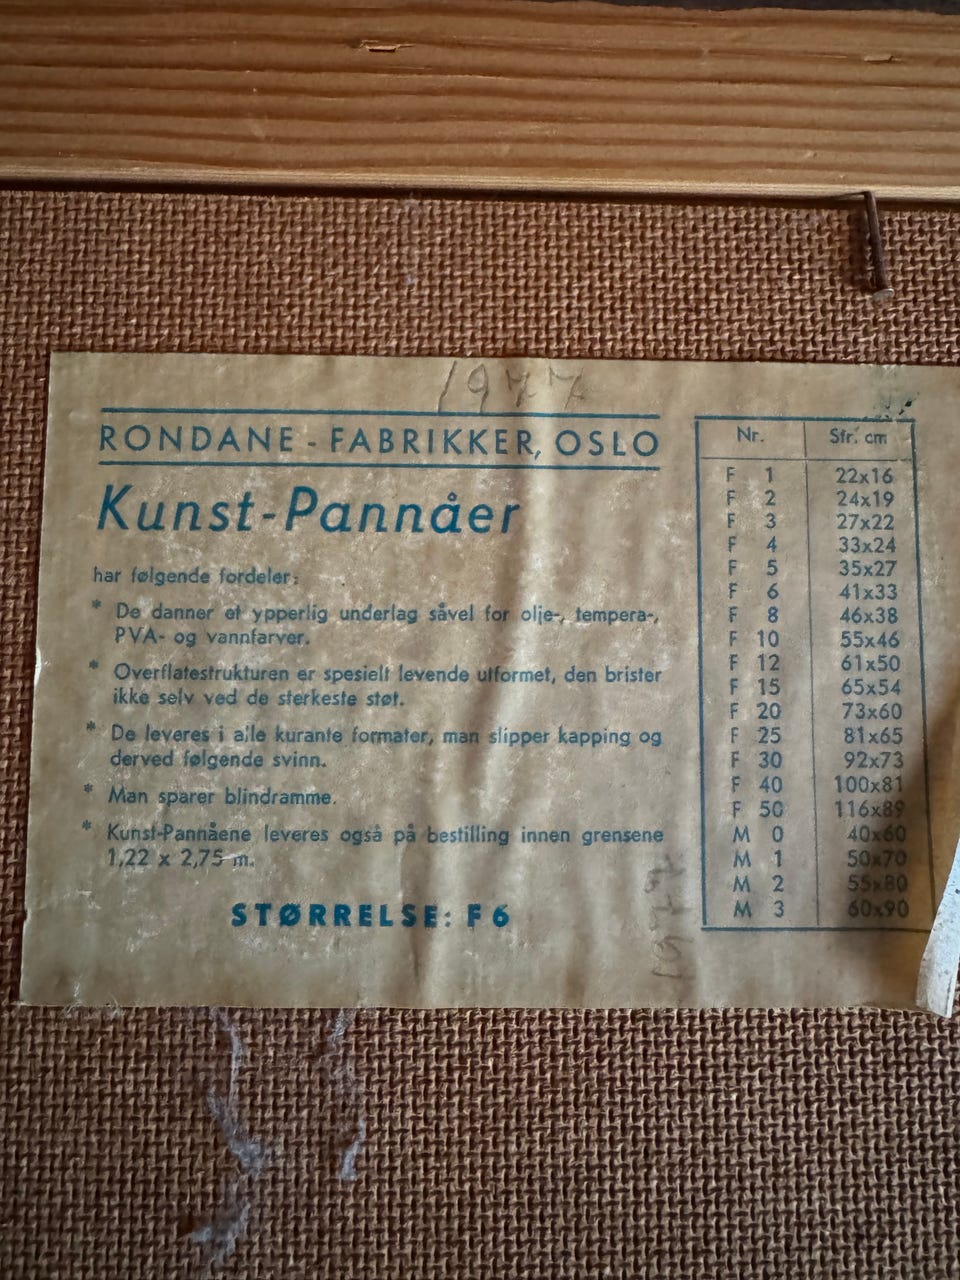 1977
RONDANE - FABRIKKER, OSLO
Kunst-Pannåer
har følgende fordeler:
* De danner et ypperlig underlag såvel for olje-, tempera-,
PVA- og vannfarver.
* Overflatestrukturen er spesielt levende utformet, den brister
ikke selv ved de sterkeste støt.
* De leveres i alle kurante formater, man slipper kapping og
derved følgende svinn.
* Man sparer blindramme.
* Kunst-Pannåene leveres også på bestilling innen grensene
1,22 x 2,75 m.
STØRRELSE: F 6
1977
Nr. Str. cm
F 1 22x16
F 2 24x19
F 3 27x22
F 4 33x24
F 5 35x27
F 6 41x33
F 8 46x38
F 10 55x46
F 12 61x50
F 15 65x54
F 20 73x60
F 25 81x65
F 30 92x73
F 40 100x81
F 50 116x89
M 0 40x60
M 1 50x70
M 2 55x80
M 3 60x90